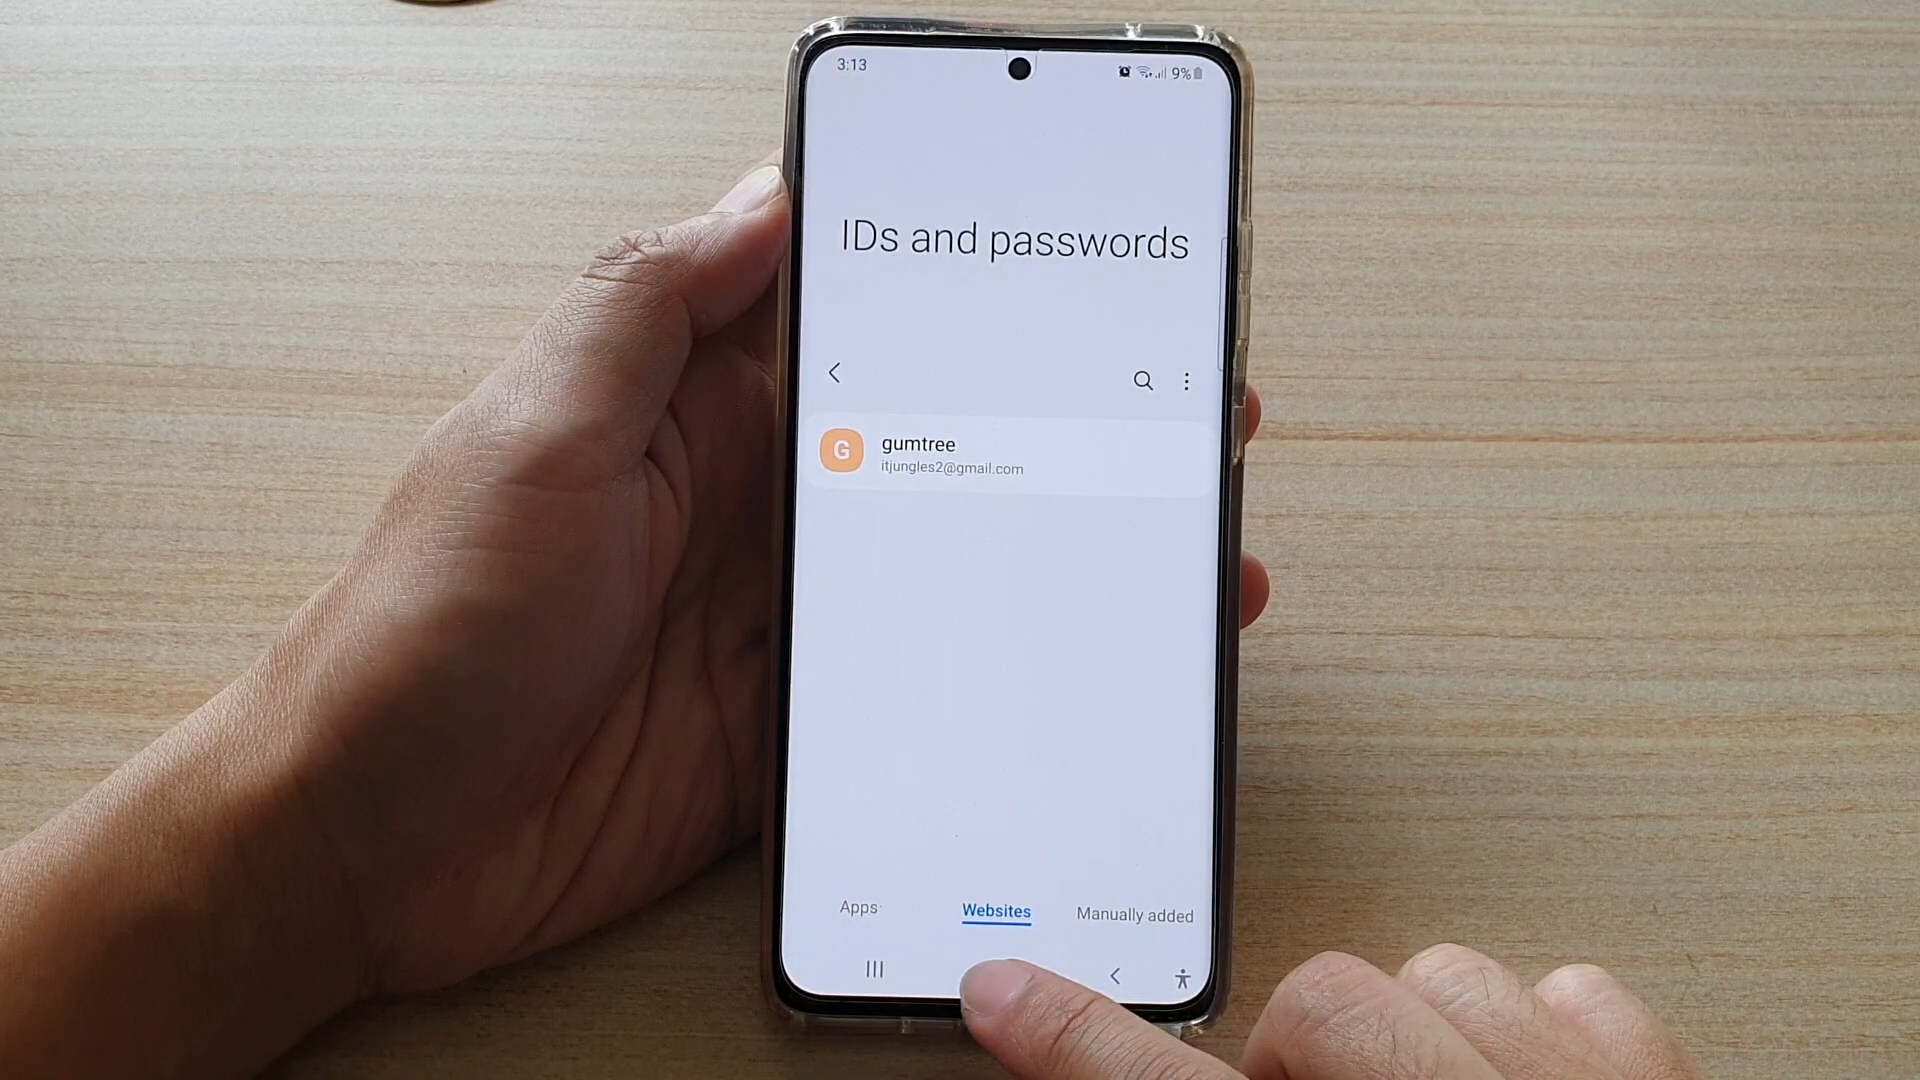 3:13
9%
IDs and passwords
G
gumtree
itjungles2@gmail.com
Apps
Websites
Manually added